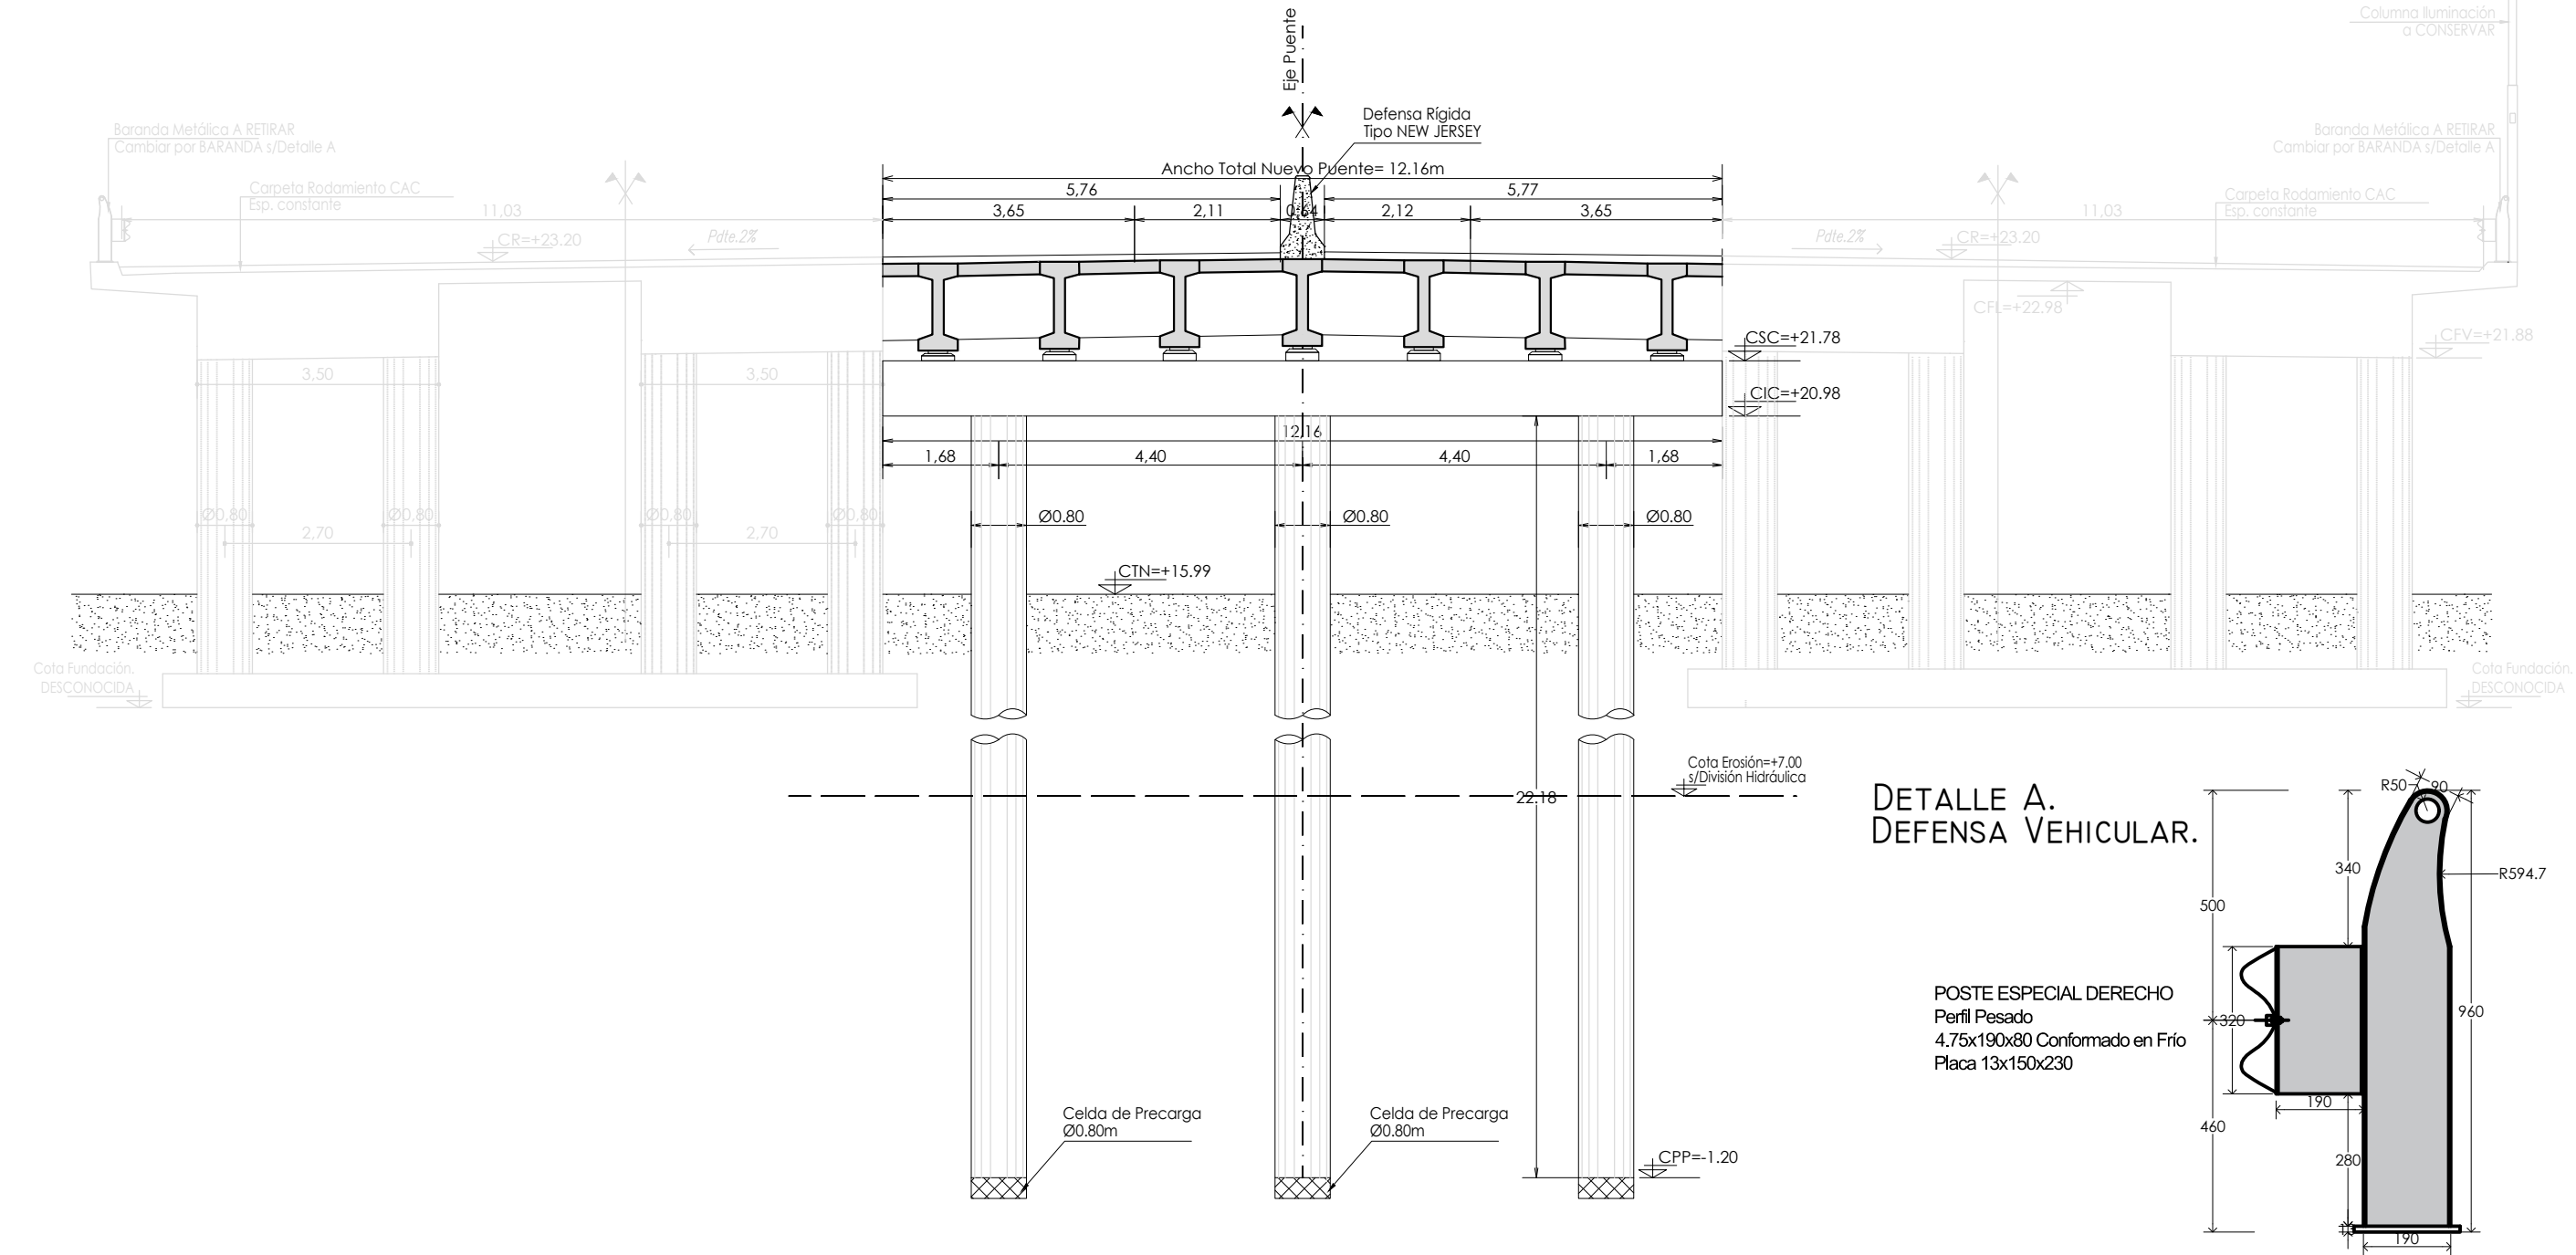 Eje Puente
Columna Iluminación
a CONSERVAR
Defensa Rígida
Tipo NEW JERSEY
Baranda Metálica A RETIRAR
Cambiar por BARANDA s/Detalle A
Baranda Metálica A RETIRAR
Cambiar por BARANDA s/Detalle A
Ancho Total Nuevo Puente= 12.16m
Carpeta Rodamiento CAC
Esp. constante
Carpeta Rodamiento CAC
Esp. constante
5,76
5,77
11,03
3,65
2,11
0,64
2,12
3,65
11,03
CR=+23.20
Pdte.2%
Pdte.2%
CR=+23.20
CFL=+22.98
CSC=+21.78
CFV=+21.88
3,50
3,50
CIC=+20.98
12,16
1,68
4,40
4,40
1,68
Ø0,80
Ø0,80
Ø0,80
Ø0,80
2,70
2,70
Ø0.80
Ø0.80
Ø0.80
CTN=+15.99
Cota Fundación.
DESCONOCIDA
Cota Fundación.
DESCONOCIDA
Cota Erosión=+7.00
s/División Hidráulica
22.18
Celda de Precarga
Ø0.80m
Celda de Precarga
Ø0.80m
CPP=-1.20
DETALLE A.
DEFENSA VEHICULAR.
R50
90
340
R594.7
500
POSTE ESPECIAL DERECHO
Perfil Pesado
4.75x190x80 Conformado en Frío
Placa 13x150x230
320
960
190
460
280
190